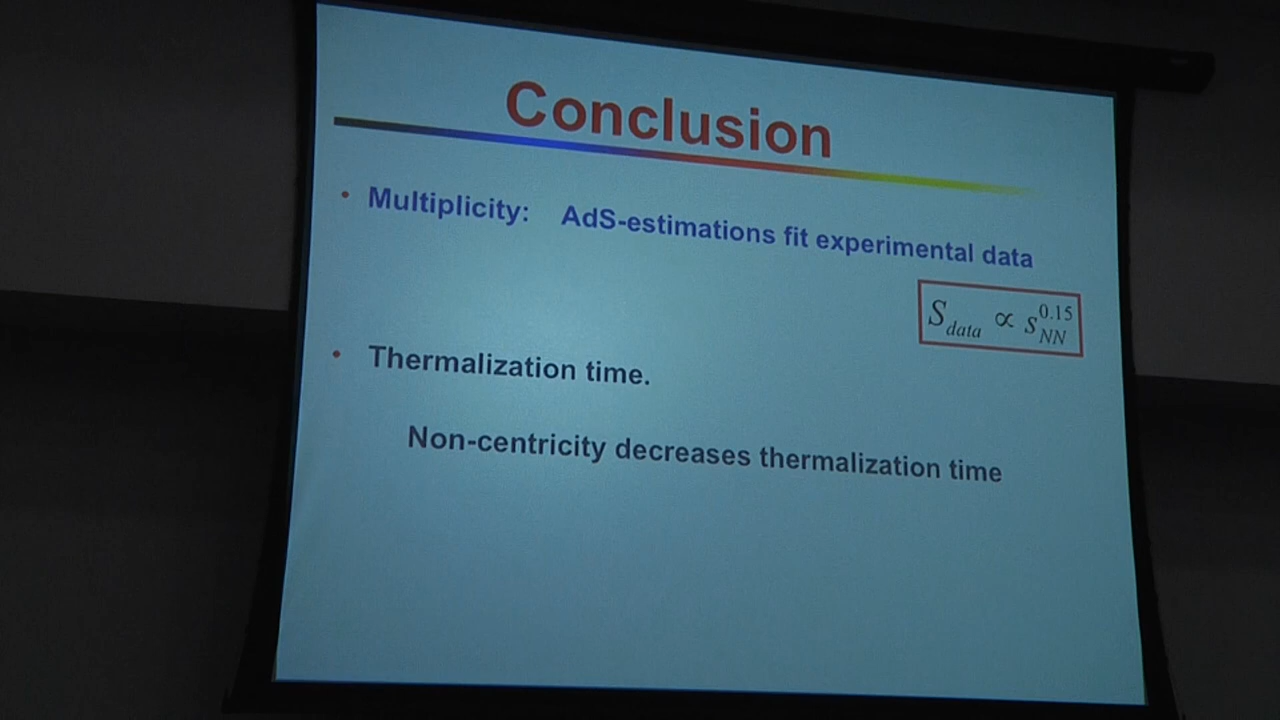 Conclusion
• Multiplicity: AdS-estimations fit experimental data
S_data ∝ s_NN^0.15
• Thermalization time.
Non-centricity decreases thermalization time